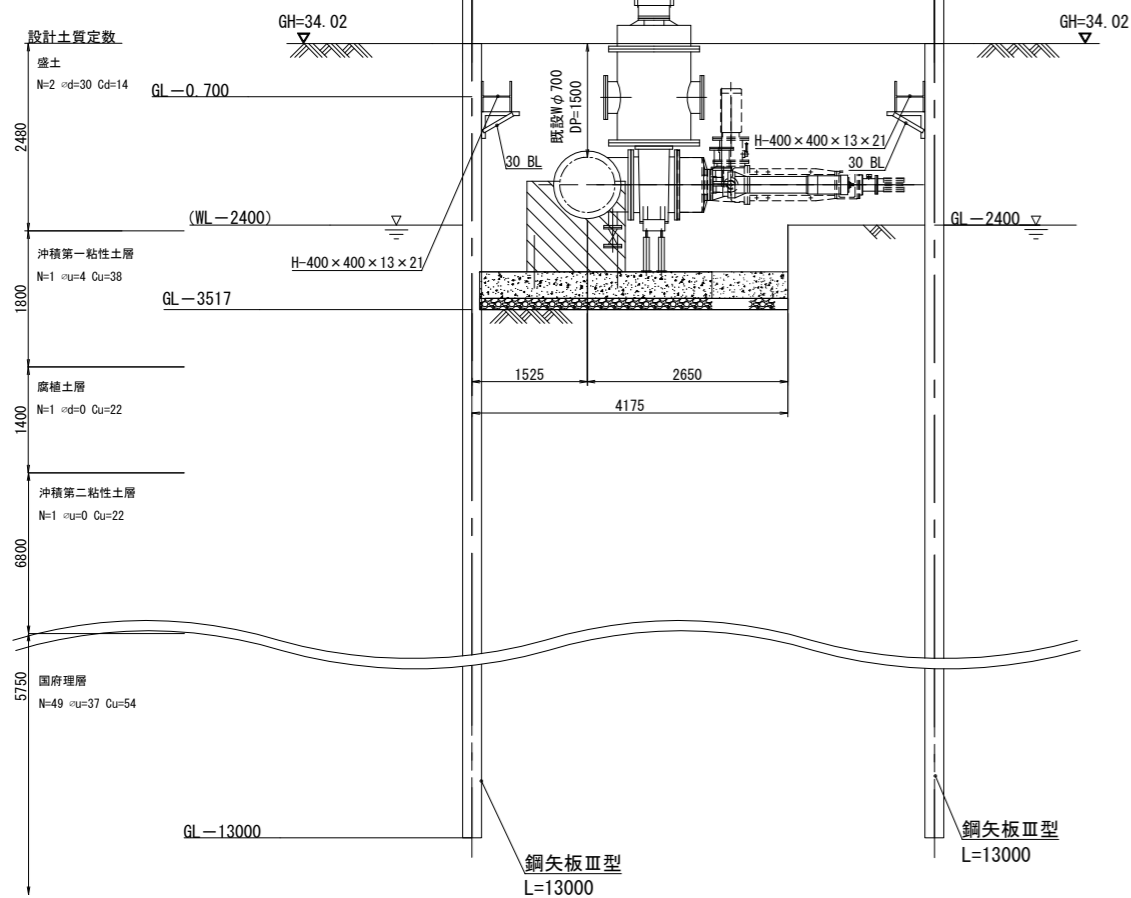 GH=34.02
GH=34.02
設計土質定数
盛土
N=2 ∅d=30 Cd=14
2480
GL−0.700
既設Wφ700
DP=1500
H-400×400×13×21
30 BL
30 BL
(WL−2400)
GL−2400
沖積第一粘性土層
N=1 ∅u=4 Cu=38
H-400×400×13×21
1800
GL−3517
1525
2650
腐植土層
N=1 ∅d=0 Cu=22
4175
1400
沖積第二粘性土層
N=1 ∅u=0 Cu=22
6800
国府理層
N=49 ∅u=37 Cu=54
5750
GL−13000
鋼矢板Ⅲ型
L=13000
鋼矢板Ⅲ型
L=13000